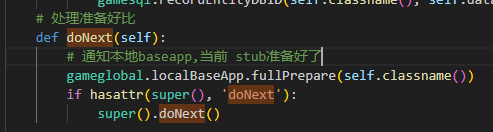 gamesql.recordEntityDBID(self.classname(), self.data
# 处理准备好比
def doNext(self):
# 通知本地baseapp,当前 stub准备好了
gameglobal.localBaseApp.fullPrepare(self.classname())
if hasattr(super(), 'doNext'):
super().doNext()